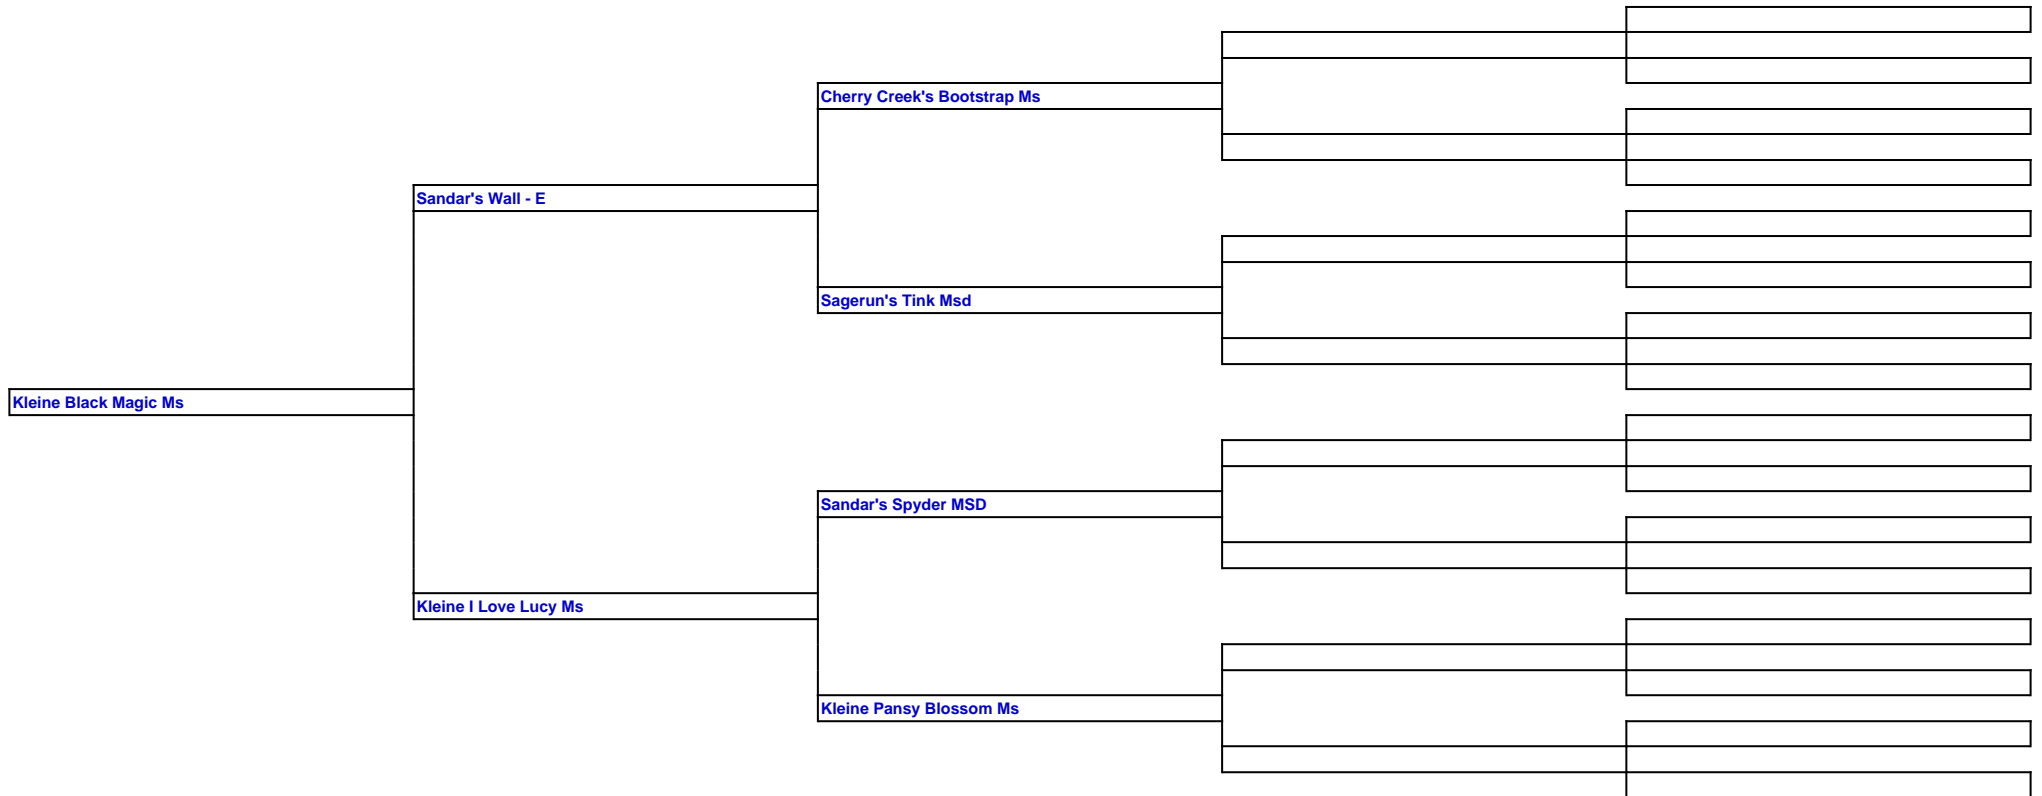 Cherry Creek's Bootstrap Ms
Sandar's Wall - E
Sagerun's Tink Msd
Kleine Black Magic Ms
Sandar's Spyder MSD
Kleine I Love Lucy Ms
Kleine Pansy Blossom Ms